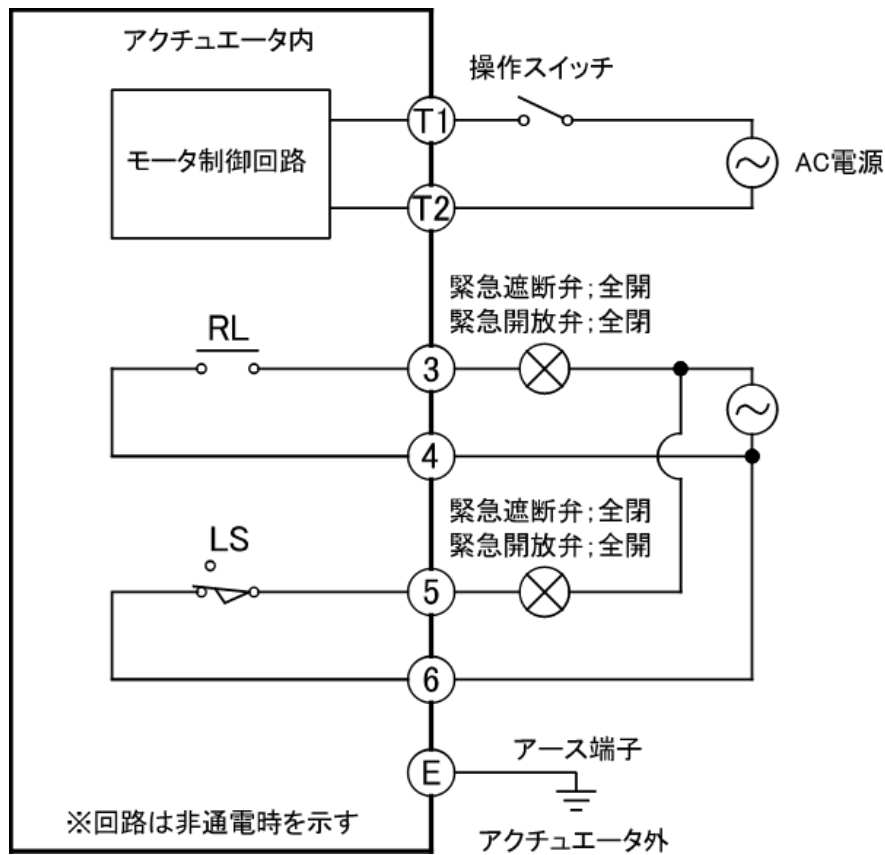 アクチュエータ内
操作スイッチ
T1
モータ制御回路
AC電源
T2
緊急遮断弁;全開
緊急開放弁;全閉
RL
3
4
緊急遮断弁;全閉
緊急開放弁;全開
LS
5
6
アース端子
E
※回路は非通電時を示す
アクチュエータ外